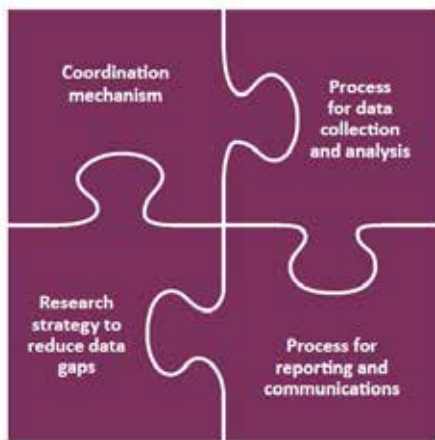 Coordination
mechanism
Process
for data
collection
and analysis
Research
strategy to
reduce data
gaps
Process for
reporting and
communications